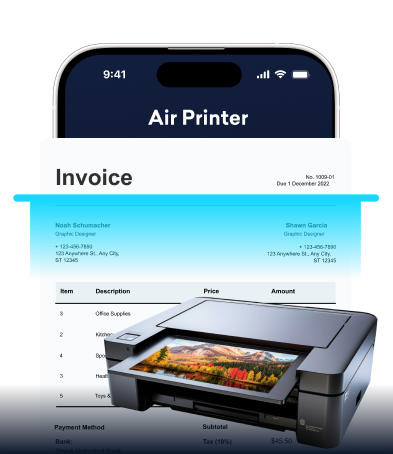 9:41
Air Printer
Invoice
No. 1009-01
Due 1 December 2022
Noah Schumacher
Graphic Designer
+ 123-456-7890
123 Anywhere St., Any City,
ST 12345
Shawn Garcia
Graphic Designer
+ 123-456-7890
123 Anywhere St., Any City,
ST 12345
Item Description Price Amount
3 Office Supplies
2
4
3
5 Toys &
Payment Method Subtotal
Bank: Tax (10%) $45.50